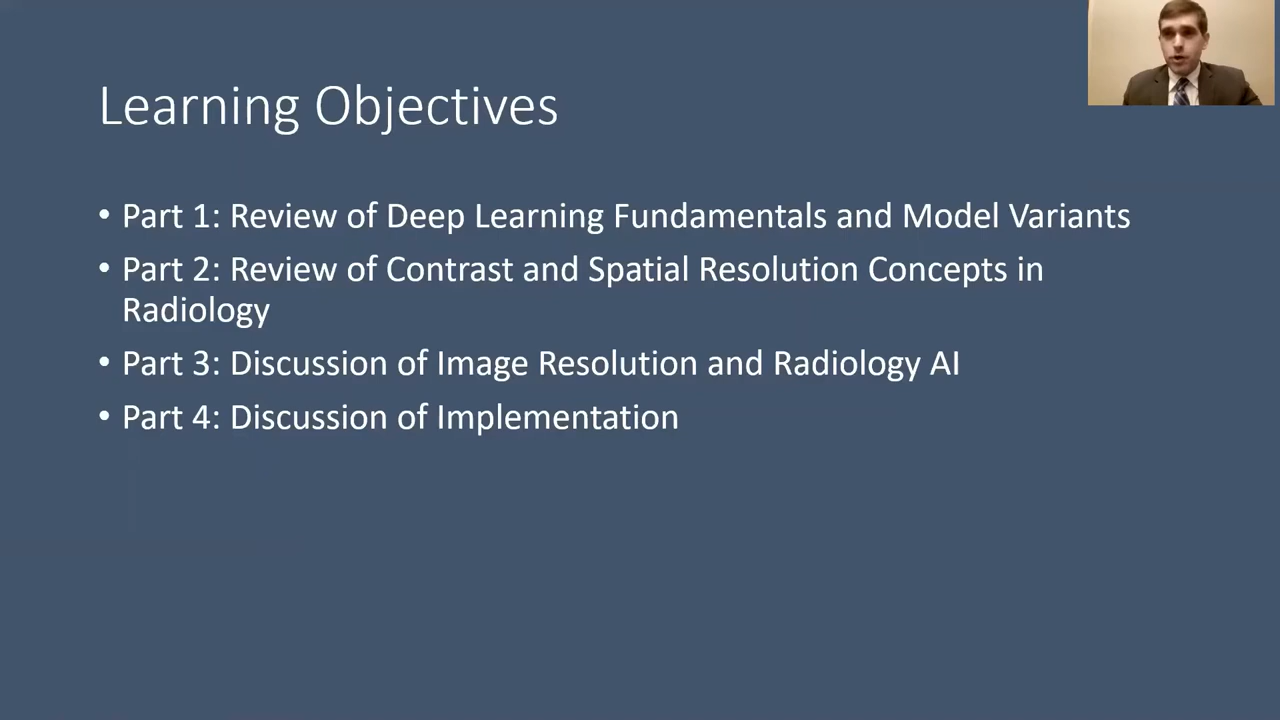 Learning Objectives
• Part 1: Review of Deep Learning Fundamentals and Model Variants
• Part 2: Review of Contrast and Spatial Resolution Concepts in
Radiology
• Part 3: Discussion of Image Resolution and Radiology AI
• Part 4: Discussion of Implementation